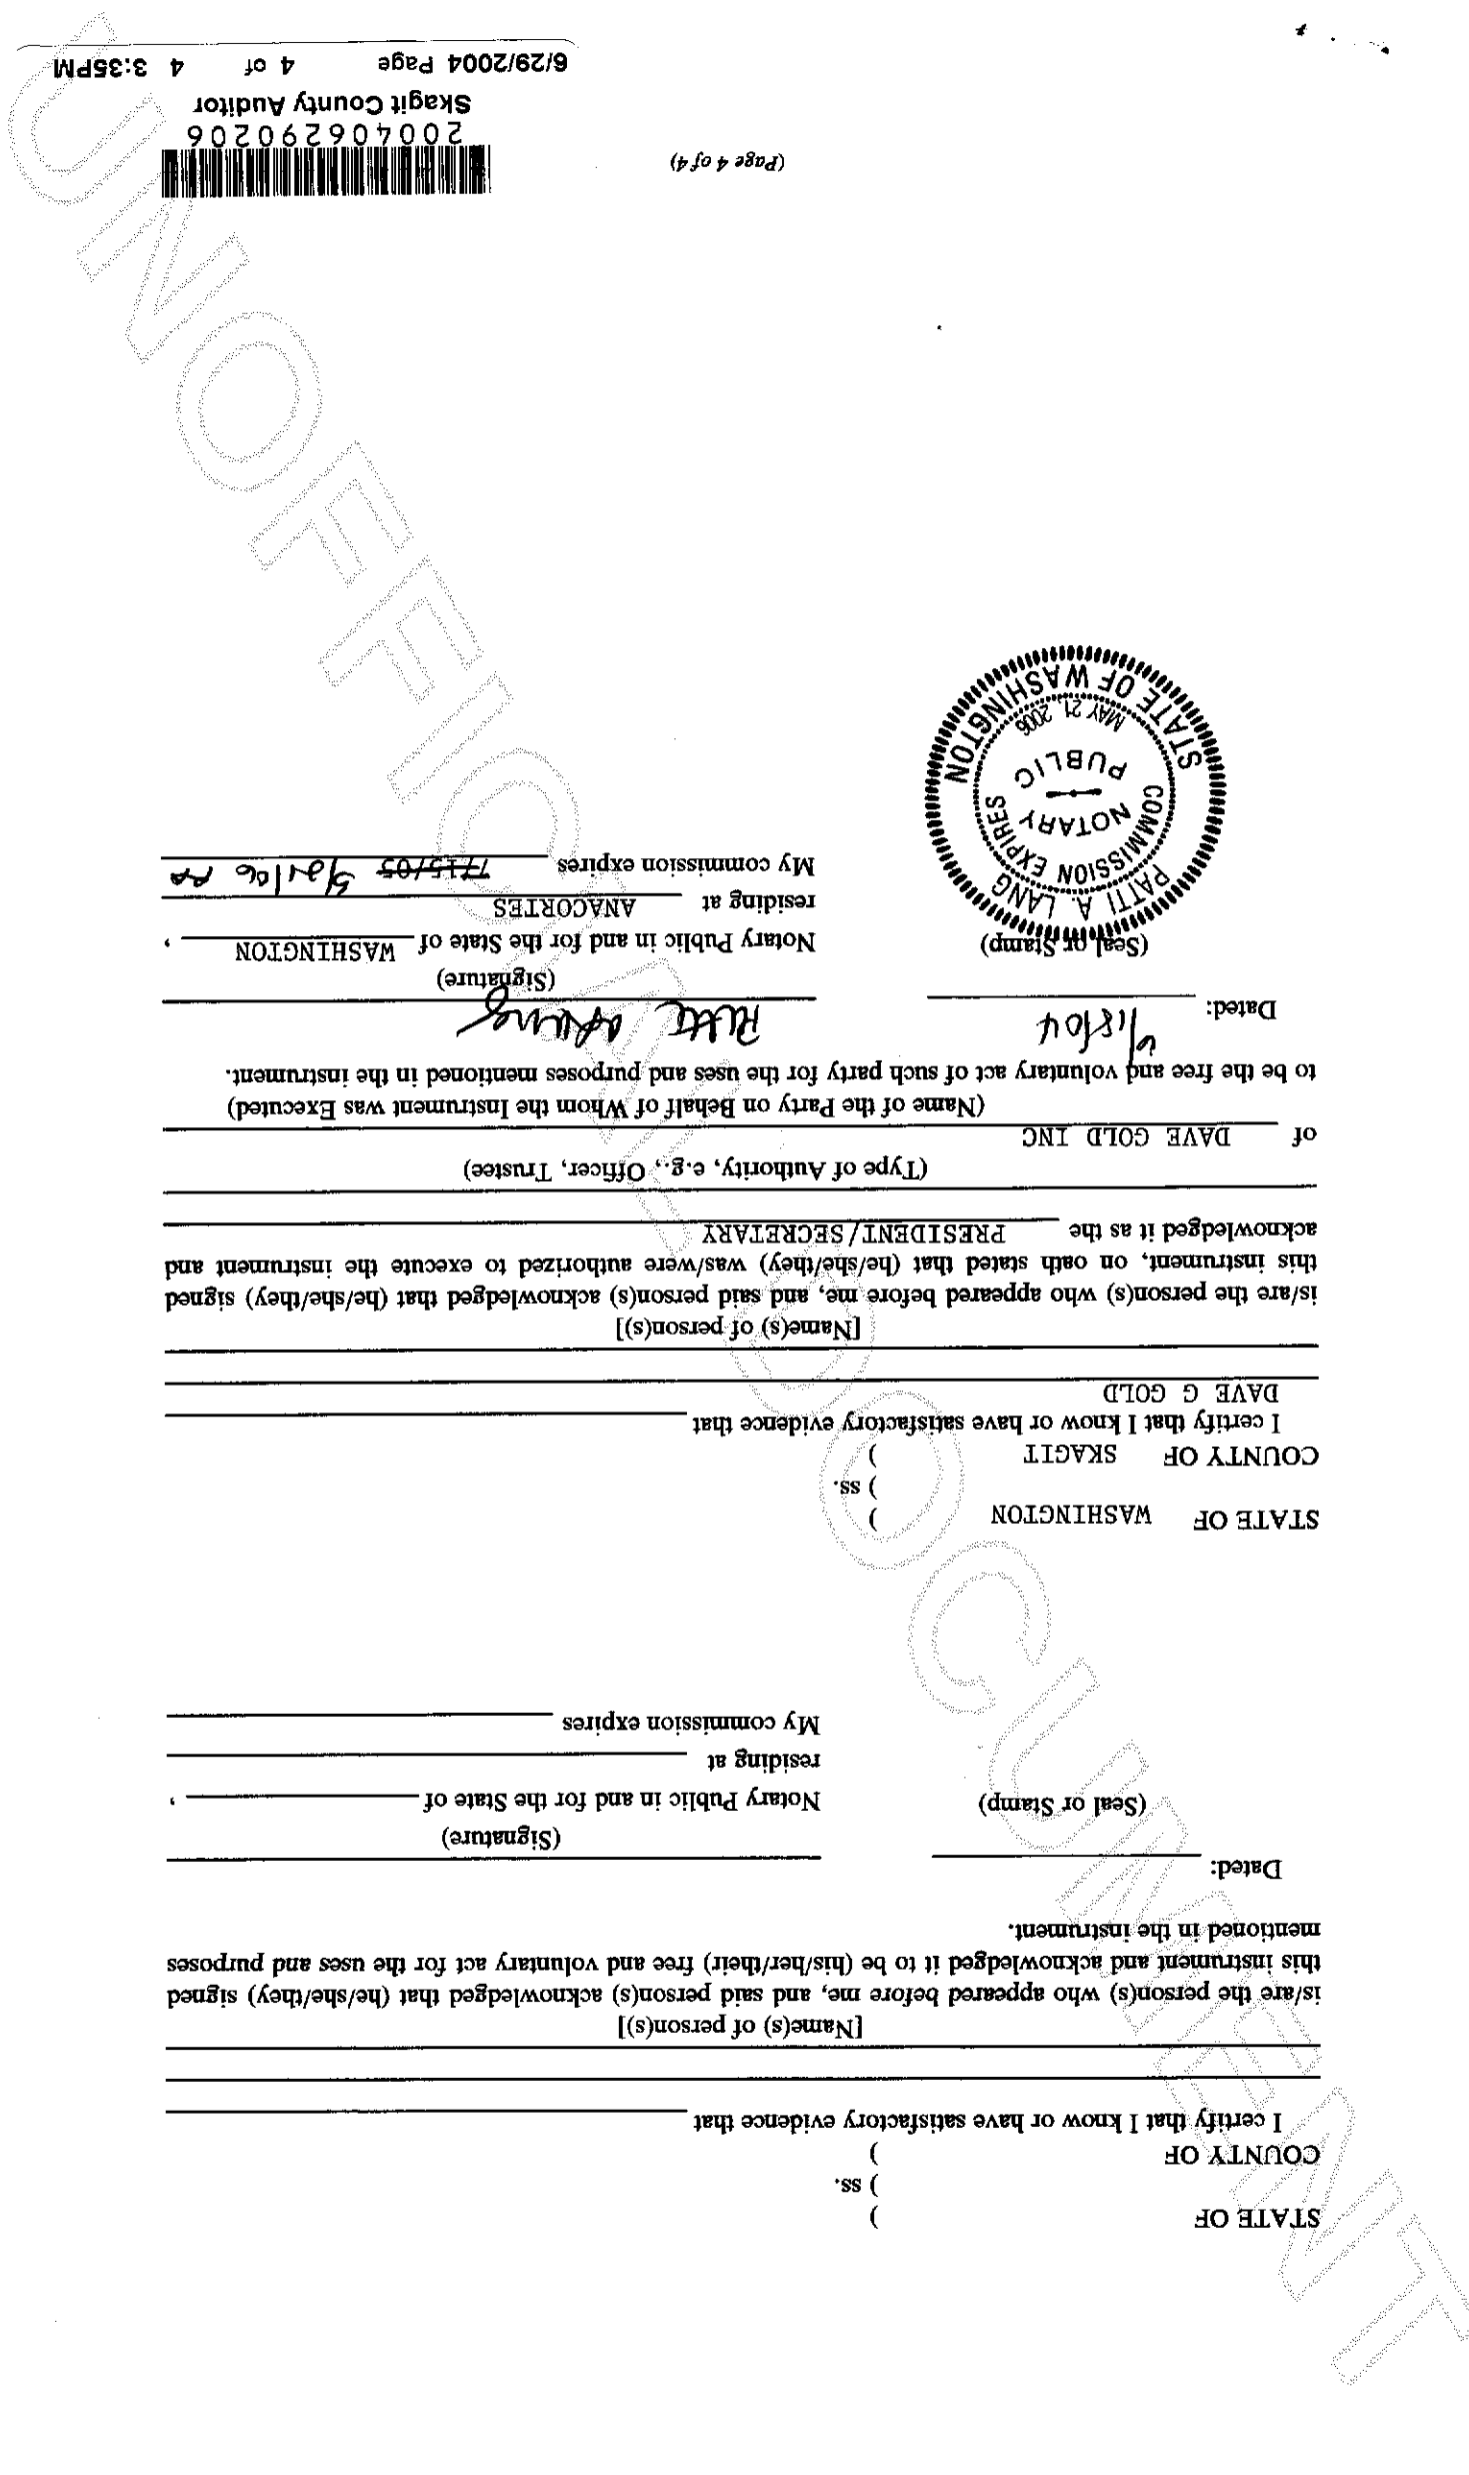 STATE OF )
) ss.
COUNTY OF )
I certify that I know or have satisfactory evidence that
[Name(s) of person(s)]
is/are the person(s) who appeared before me, and said person(s) acknowledged that (he/she/they) signed
this instrument and acknowledged it to be (his/her/their) free and voluntary act for the uses and purposes
mentioned in the instrument.
Dated:
(Signature)
(Seal or Stamp) Notary Public in and for the State of ,
residing at
My commission expires
STATE OF WASHINGTON )
) ss.
COUNTY OF SKAGIT )
I certify that I know or have satisfactory evidence that
DAVE G GOLD
[Name(s) of person(s)]
is/are the person(s) who appeared before me, and said person(s) acknowledged that (he/she/they) signed
this instrument, on oath stated that (he/she/they) was/were authorized to execute the instrument and
acknowledged it as the PRESIDENT/SECRETARY
(Type of Authority, e.g., Officer, Trustee)
of DAVE GOLD INC
(Name of the Party on Behalf of Whom the Instrument was Executed)
to be the free and voluntary act of such party for the uses and purposes mentioned in the instrument.
Dated: 6/18/04
(Signature)
(Seal or Stamp) Notary Public in and for the State of WASHINGTON ,
residing at ANACORTES
My commission expires 7/15/05 5/21/06
PATTI A. LANG
COMMISSION EXPIRES
NOTARY
PUBLIC
MAY 21, 2006
STATE OF WASHINGTON
(Page 4 of 4)
200406290206
Skagit County Auditor
6/29/2004 Page 4 of 4 3:35PM
UNOFFICIAL DOCUMENT